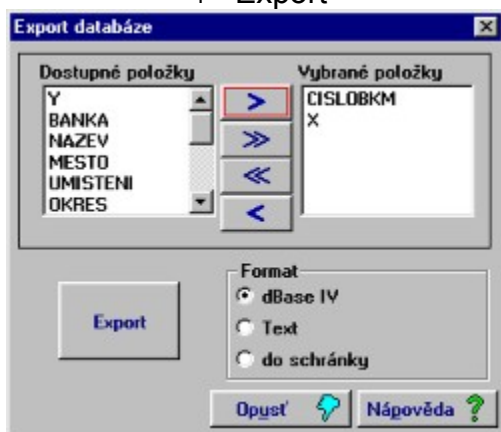 Export
Export databáze
Dostupné položky
Vybrané položky
Y
BANKA
NAZEV
MESTO
UMISTENI
OKRES
>
>>
<<
<
CISLOBKM
X
Export
Format
dBase IV
Text
do schránky
Opusť
Nápověda ?